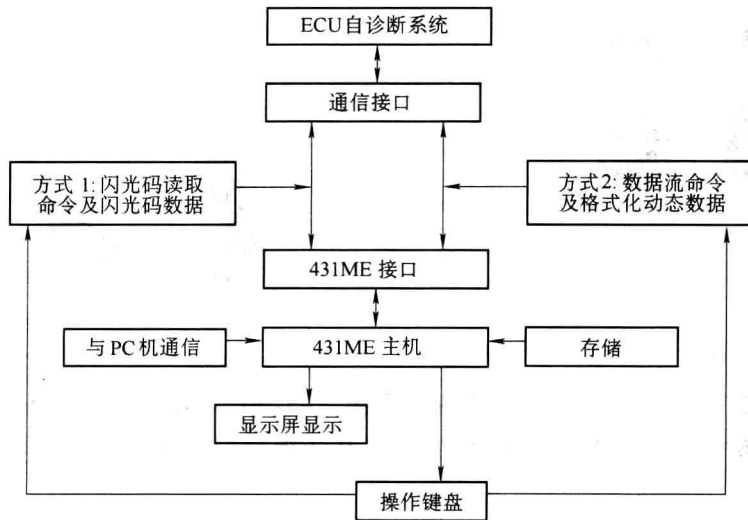 ECU自诊断系统
通信接口
方式 1:闪光码读取
命令及闪光码数据
方式2:数据流命令
及格式化动态数据
431ME 接口
与PC机通信
431ME 主机
存储
显示屏显示
操作键盘